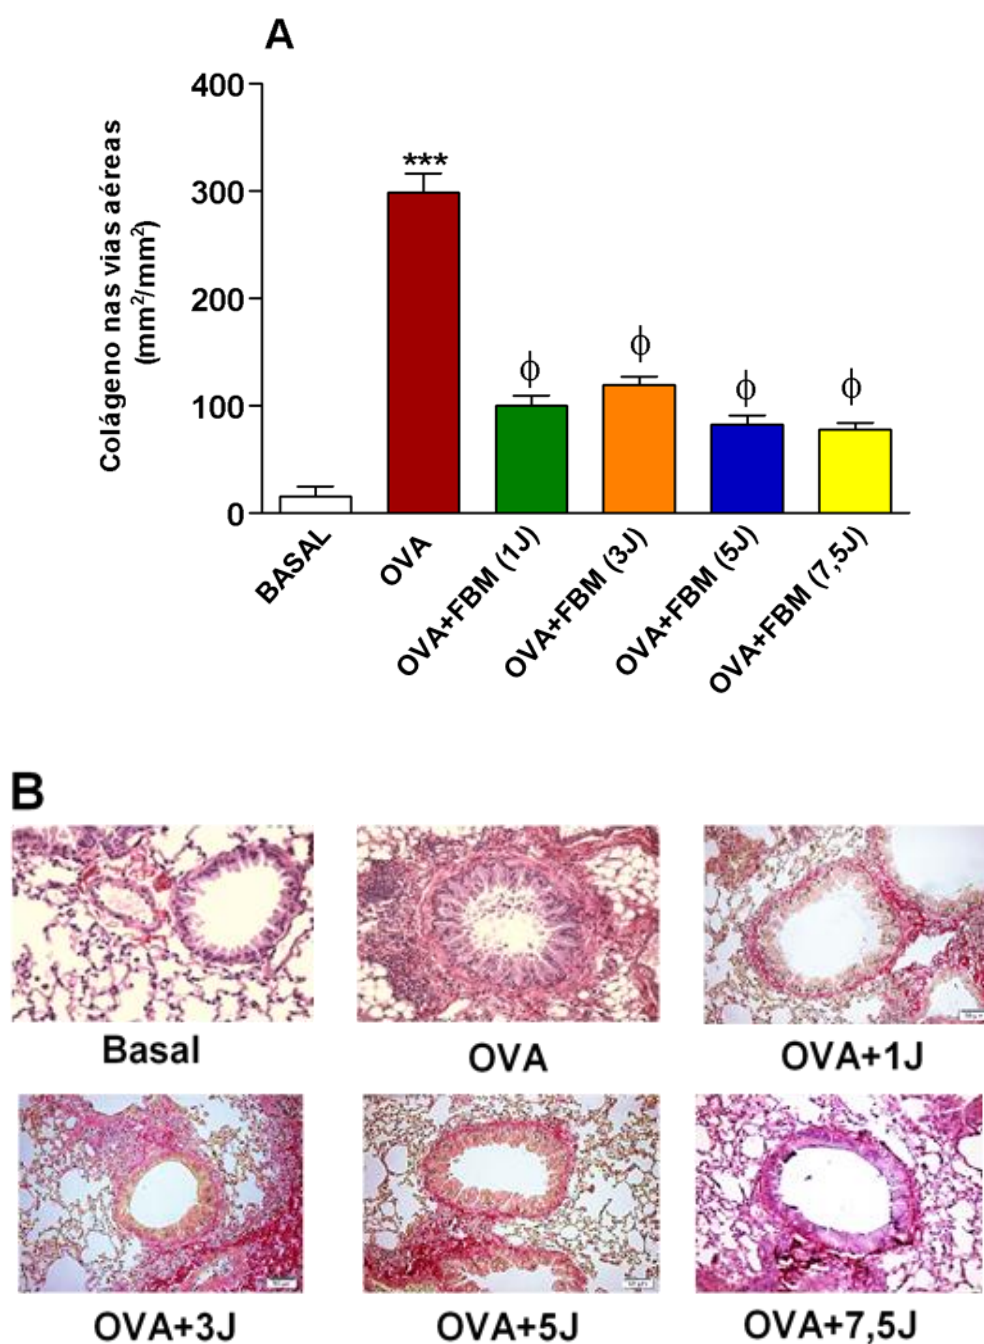 A
400
300
200
100
0
Colágeno nas vias aéreas
(mm²/mm²)
***
ϕ
ϕ
ϕ
ϕ
BASAL
OVA
OVA+FBM (1J)
OVA+FBM (3J)
OVA+FBM (5J)
OVA+FBM (7,5J)
B
Basal
OVA
OVA+1J
OVA+3J
OVA+5J
OVA+7,5J